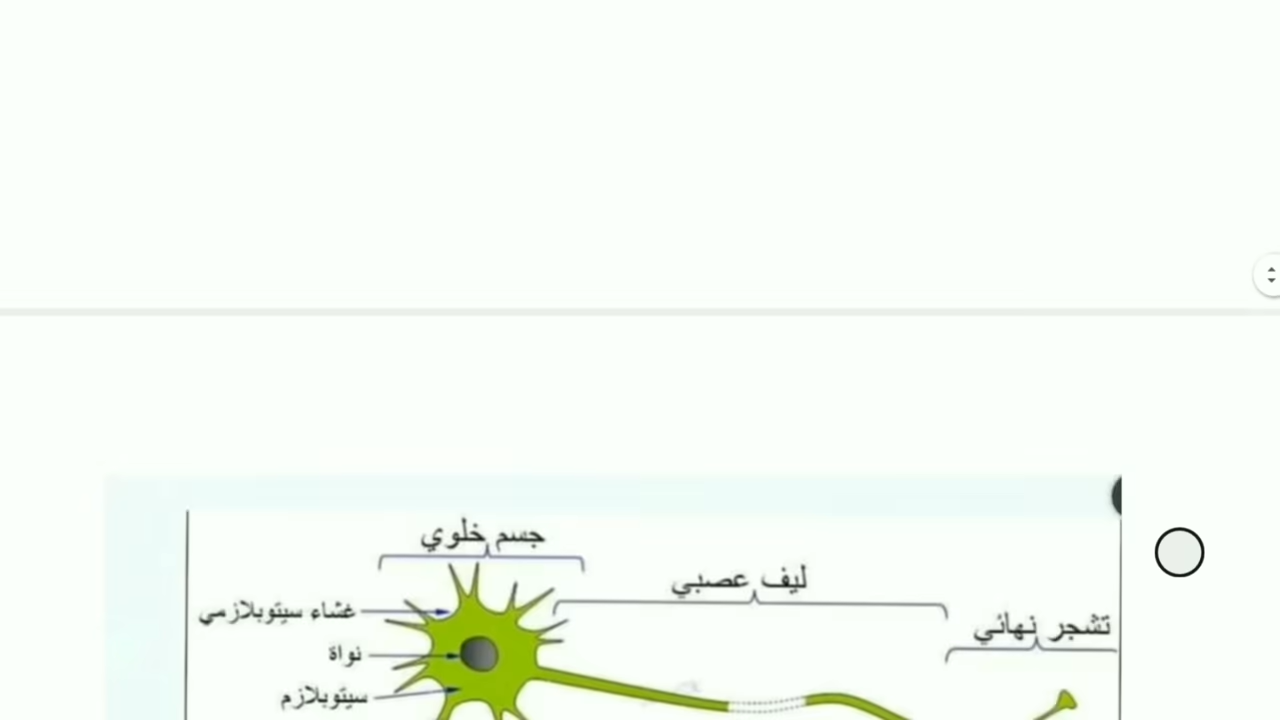 جسم خلوي
ليف عصبي
تشجر نهائي
غشاء سيتوبلازمي
نواة
سيتوبلازم